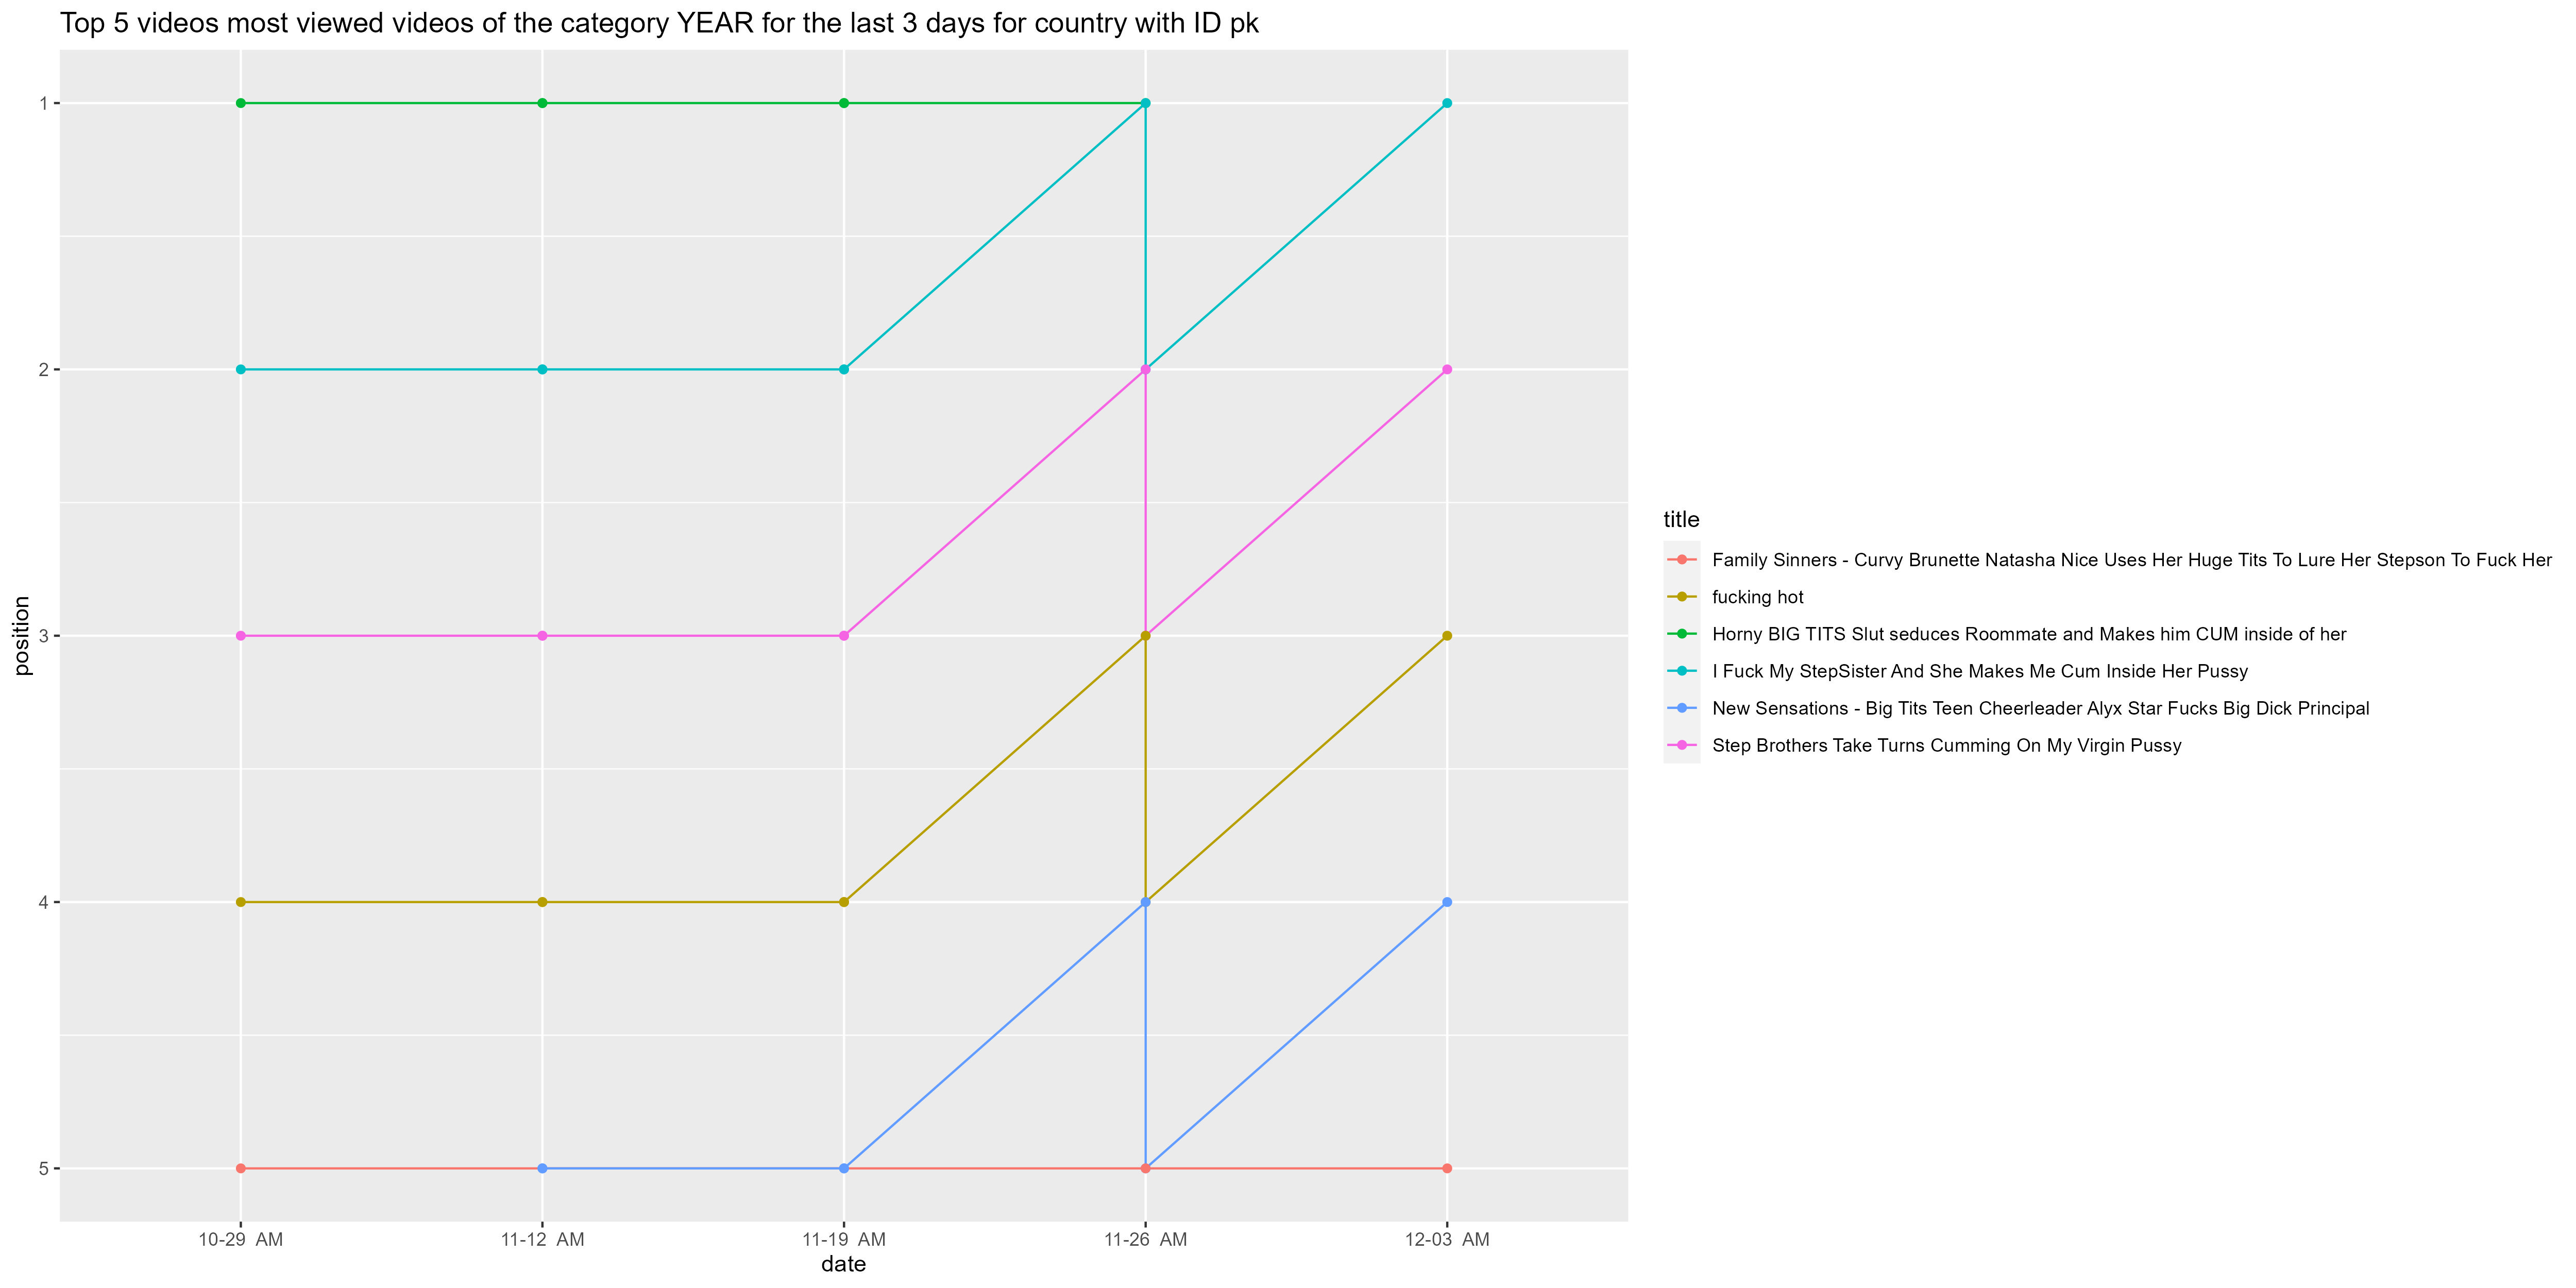 Top 5 videos most viewed videos of the category YEAR for the last 3 days for country with ID pk
position
1
2
3
4
5
10-29 AM
11-12 AM
11-19 AM
11-26 AM
12-03 AM
date
title
Family Sinners - Curvy Brunette Natasha Nice Uses Her Huge Tits To Lure Her Stepson To Fuck Her
fucking hot
Horny BIG TITS Slut seduces Roommate and Makes him CUM inside of her
I Fuck My StepSister And She Makes Me Cum Inside Her Pussy
New Sensations - Big Tits Teen Cheerleader Alyx Star Fucks Big Dick Principal
Step Brothers Take Turns Cumming On My Virgin Pussy